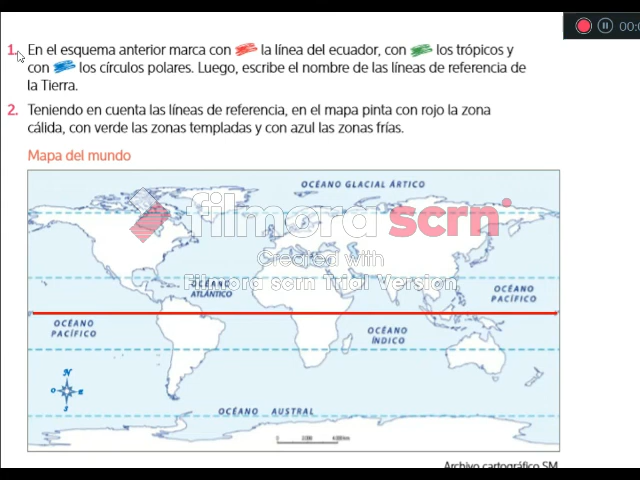 00:0
1. En el esquema anterior marca con la línea del ecuador, con los trópicos y
con los círculos polares. Luego, escribe el nombre de las líneas de referencia de
la Tierra.
2. Teniendo en cuenta las líneas de referencia, en el mapa pinta con rojo la zona
cálida, con verde las zonas templadas y con azul las zonas frías.
Mapa del mundo
OCÉANO GLACIAL ÁRTICO
filmora scrn
Created with
Filmora scrn Trial Version
OCÉANO
ATLÁNTICO
OCÉANO
PACÍFICO
OCÉANO
PACÍFICO
OCÉANO
ÍNDICO
N
O E
S
OCÉANO AUSTRAL
0
Archivo cartográfico SM